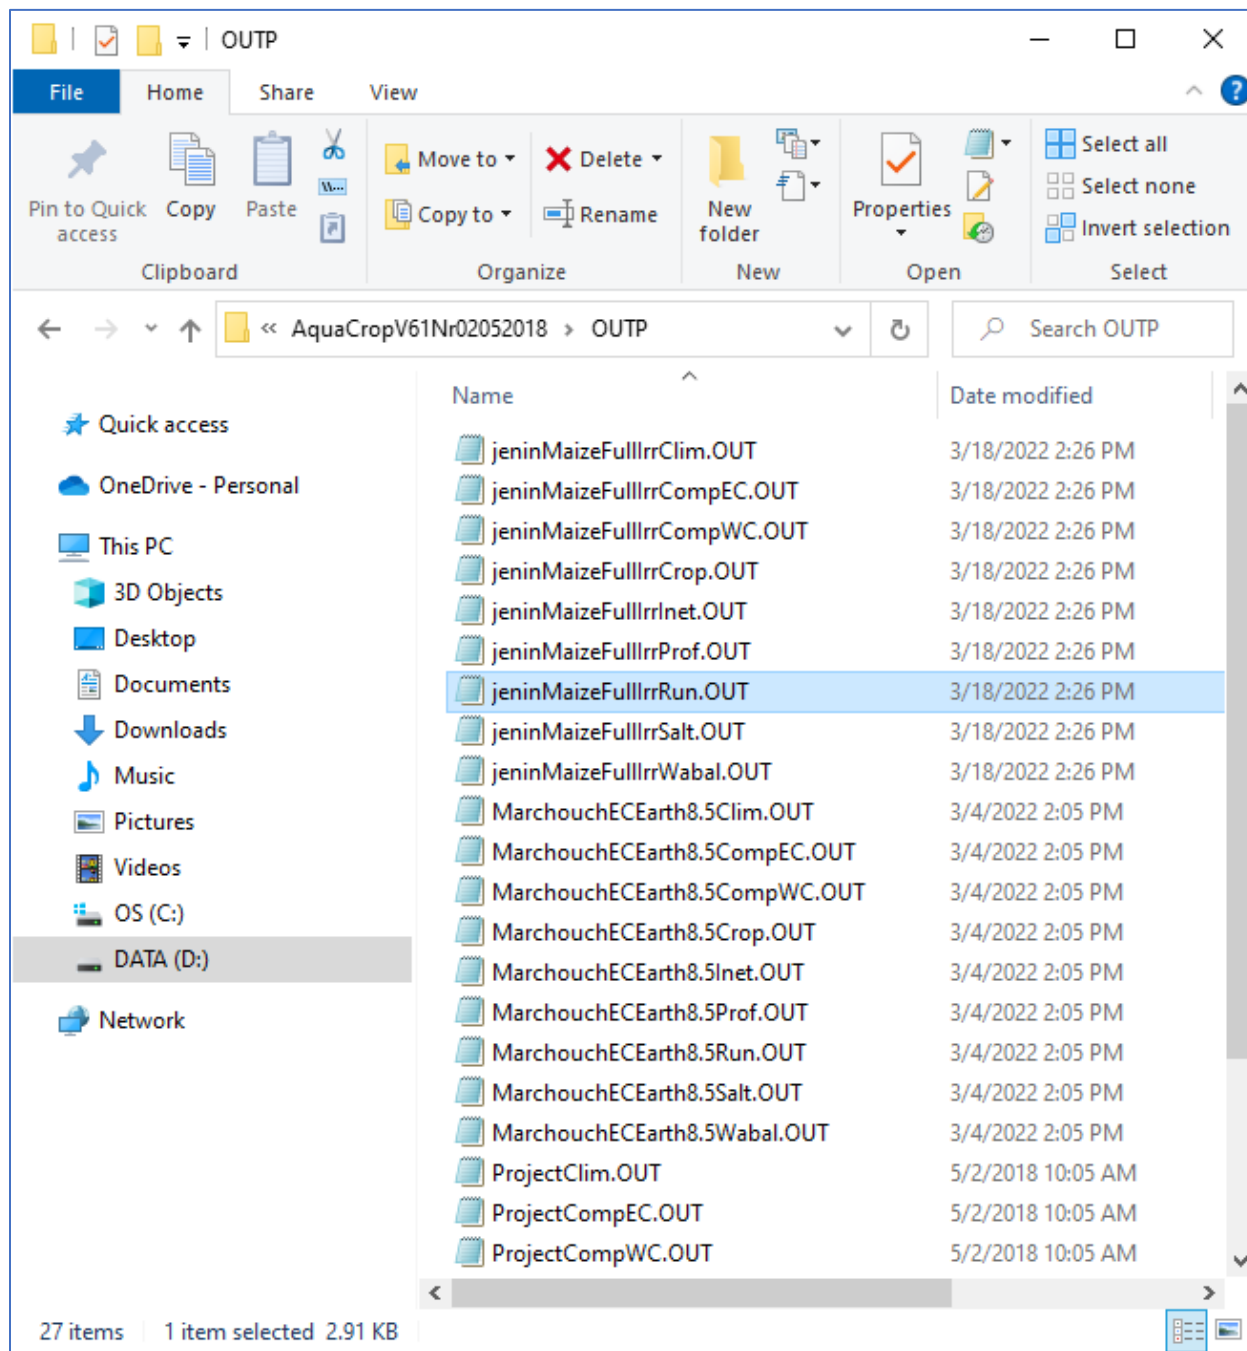 OUTP
File Home Share View
Pin to Quick access
Copy
Paste
Clipboard
Move to
Copy to
Delete
Rename
Organize
New folder
New
Properties
Open
Select all
Select none
Invert selection
Select
« AquaCropV61Nr02052018 > OUTP
Search OUTP
Quick access
OneDrive - Personal
This PC
3D Objects
Desktop
Documents
Downloads
Music
Pictures
Videos
OS (C:)
DATA (D:)
Network
Name Date modified
jeninMaizeFullIrrClim.OUT 3/18/2022 2:26 PM
jeninMaizeFullIrrCompEC.OUT 3/18/2022 2:26 PM
jeninMaizeFullIrrCompWC.OUT 3/18/2022 2:26 PM
jeninMaizeFullIrrCrop.OUT 3/18/2022 2:26 PM
jeninMaizeFullIrrInet.OUT 3/18/2022 2:26 PM
jeninMaizeFullIrrProf.OUT 3/18/2022 2:26 PM
jeninMaizeFullIrrRun.OUT 3/18/2022 2:26 PM
jeninMaizeFullIrrSalt.OUT 3/18/2022 2:26 PM
jeninMaizeFullIrrWabal.OUT 3/18/2022 2:26 PM
MarchouchECEarth8.5Clim.OUT 3/4/2022 2:05 PM
MarchouchECEarth8.5CompEC.OUT 3/4/2022 2:05 PM
MarchouchECEarth8.5CompWC.OUT 3/4/2022 2:05 PM
MarchouchECEarth8.5Crop.OUT 3/4/2022 2:05 PM
MarchouchECEarth8.5Inet.OUT 3/4/2022 2:05 PM
MarchouchECEarth8.5Prof.OUT 3/4/2022 2:05 PM
MarchouchECEarth8.5Run.OUT 3/4/2022 2:05 PM
MarchouchECEarth8.5Salt.OUT 3/4/2022 2:05 PM
MarchouchECEarth8.5Wabal.OUT 3/4/2022 2:05 PM
ProjectClim.OUT 5/2/2018 10:05 AM
ProjectCompEC.OUT 5/2/2018 10:05 AM
ProjectCompWC.OUT 5/2/2018 10:05 AM
27 items 1 item selected 2.91 KB